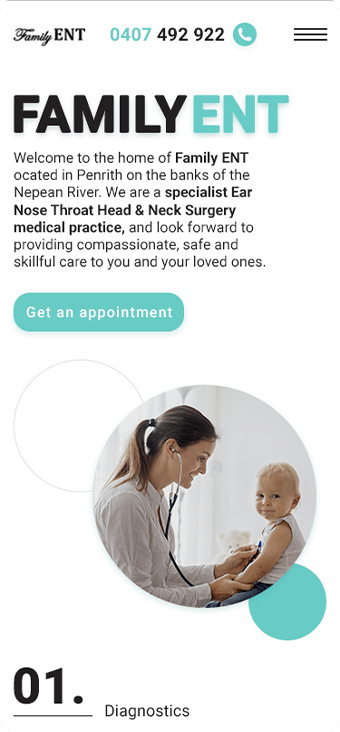 Family ENT
0407 492 922
FAMILY ENT
Welcome to the home of Family ENT
ocated in Penrith on the banks of the
Nepean River. We are a specialist Ear
Nose Throat Head & Neck Surgery
medical practice, and look forward to
providing compassionate, safe and
skillful care to you and your loved ones.
Get an appointment
01.
Diagnostics